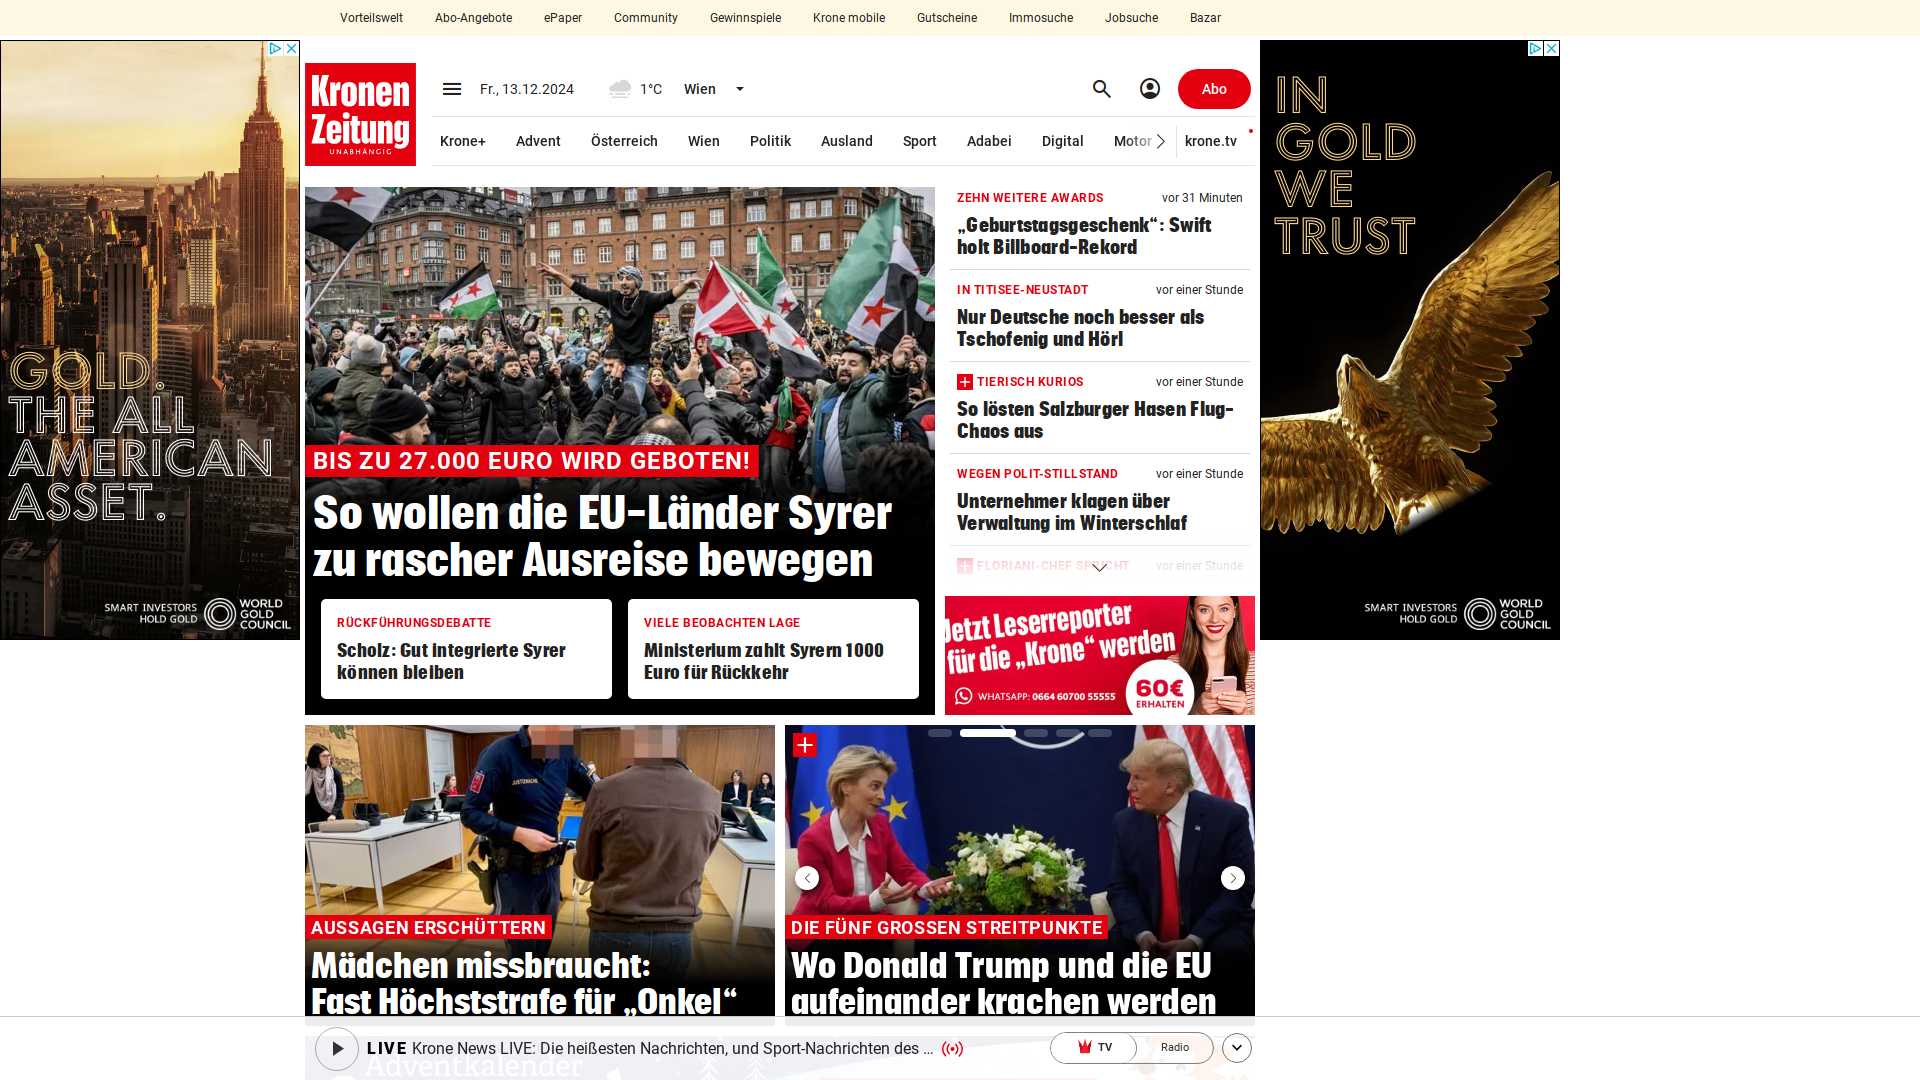 Vorteilswelt
Abo-Angebote
ePaper
Community
Gewinnspiele
Krone mobile
Gutscheine
Immosuche
Jobsuche
Bazar
Kronen
Zeitung
UNABHÄNGIG
Fr., 13.12.2024
1°C
Wien
Abo
Krone+
Advent
Österreich
Wien
Politik
Ausland
Sport
Adabei
Digital
Motor
krone.tv
GOLD.
THE ALL
AMERICAN
ASSET.
SMART INVESTORS
HOLD GOLD
WORLD
GOLD
COUNCIL
BIS ZU 27.000 EURO WIRD GEBOTEN!
So wollen die EU-Länder Syrer
zu rascher Ausreise bewegen
RÜCKFÜHRUNGSDEBATTE
Scholz: Gut integrierte Syrer
können bleiben
VIELE BEOBACHTEN LAGE
Ministerium zahlt Syrern 1000
Euro für Rückkehr
ZEHN WEITERE AWARDS
vor 31 Minuten
„Geburtstagsgeschenk“: Swift
holt Billboard-Rekord
IN TITISEE-NEUSTADT
vor einer Stunde
Nur Deutsche noch besser als
Tschofenig und Hörl
TIERISCH KURIOS
vor einer Stunde
So lösten Salzburger Hasen Flug-
Chaos aus
WEGEN POLIT-STILLSTAND
vor einer Stunde
Unternehmer klagen über
Verwaltung im Winterschlaf
FLORIANI-CHEF SPRICHT
vor einer Stunde
Jetzt Leserreporter
für die „Krone“ werden
WHATSAPP: 0664 60700 55555
60€
ERHALTEN
IN
GOLD
WE
TRUST
SMART INVESTORS
HOLD GOLD
WORLD
GOLD
COUNCIL
JUSTIZWACHE
AUSSAGEN ERSCHÜTTERN
Mädchen missbraucht:
Fast Höchststrafe für „Onkel“
DIE FÜNF GROSSEN STREITPUNKTE
Wo Donald Trump und die EU
aufeinander krachen werden
LIVE Krone News LIVE: Die heißesten Nachrichten, und Sport-Nachrichten des ...
TV
Radio
Adventkalender